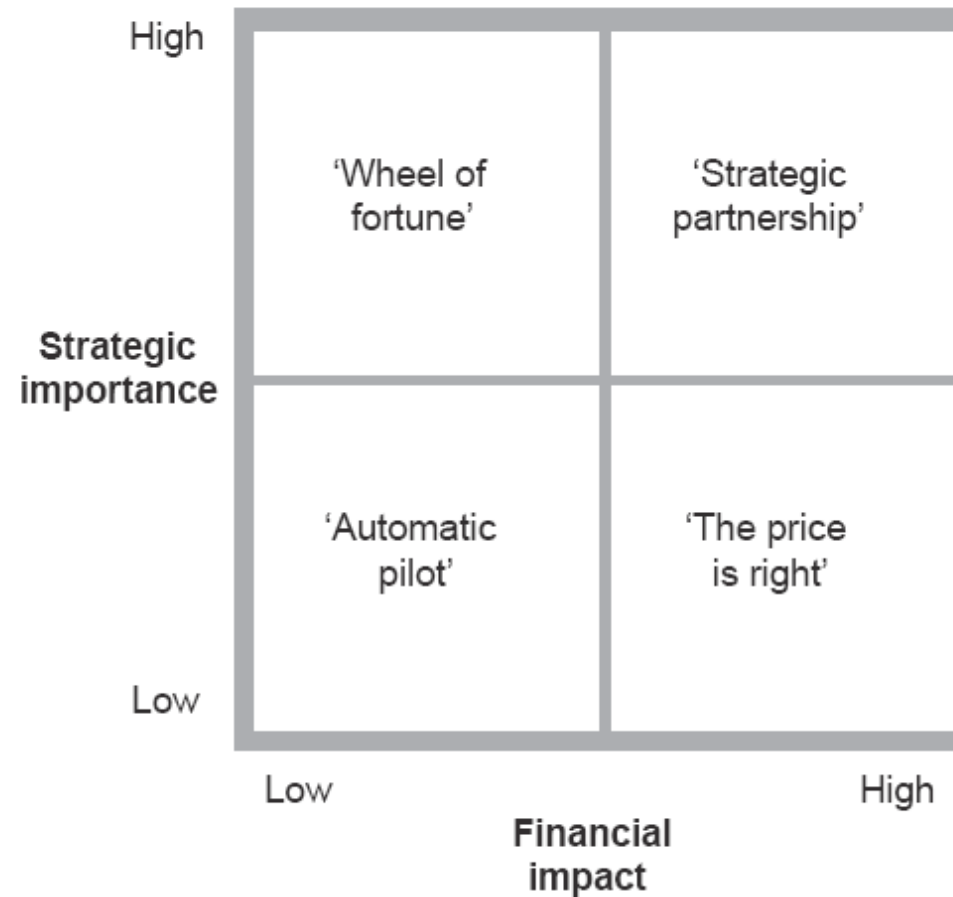 High
‘Wheel of
fortune’
‘Strategic
partnership’
Strategic
importance
‘Automatic
pilot’
‘The price
is right’
Low
Low
High
Financial
impact